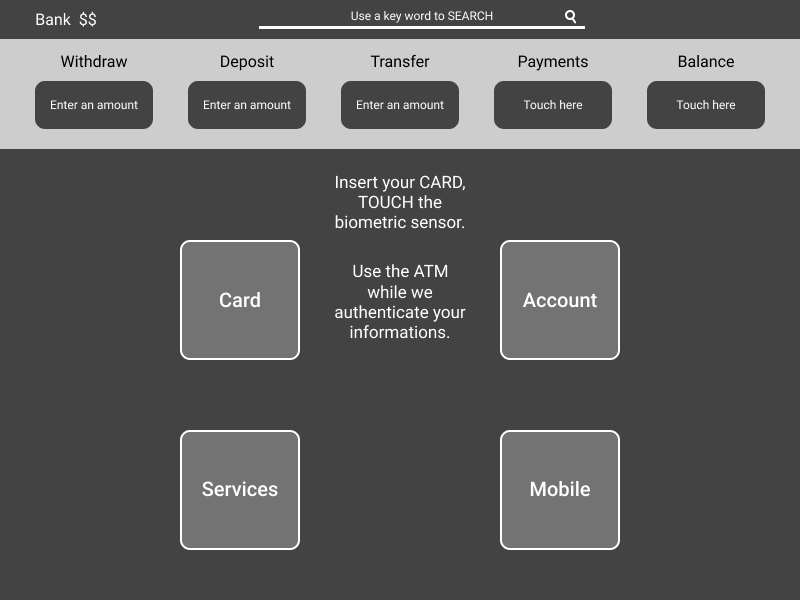 Bank  $$
Use a key word to SEARCH
Withdraw
Deposit
Transfer
Payments
Balance
Enter an amount
Enter an amount
Enter an amount
Touch here
Touch here
Insert your CARD,
TOUCH the
biometric sensor.
Use the ATM
while we
authenticate your
informations.
Card
Account
Services
Mobile